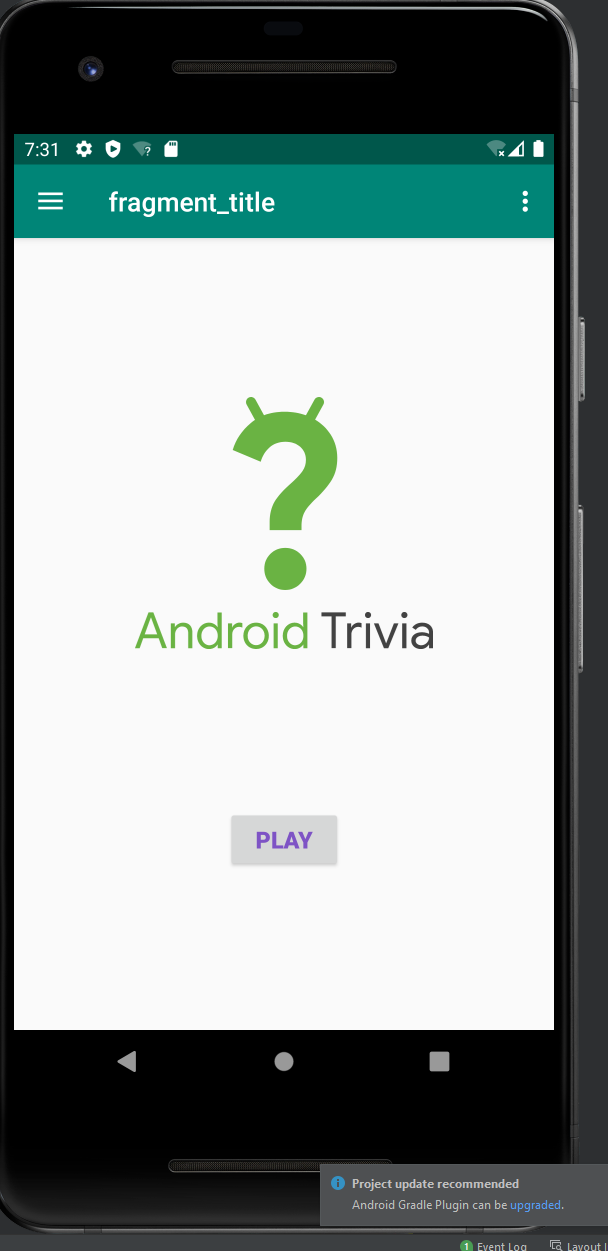 7:31
fragment_title
Android Trivia
PLAY
Project update recommended
Android Gradle Plugin can be upgraded.
1 Event Log Layout I